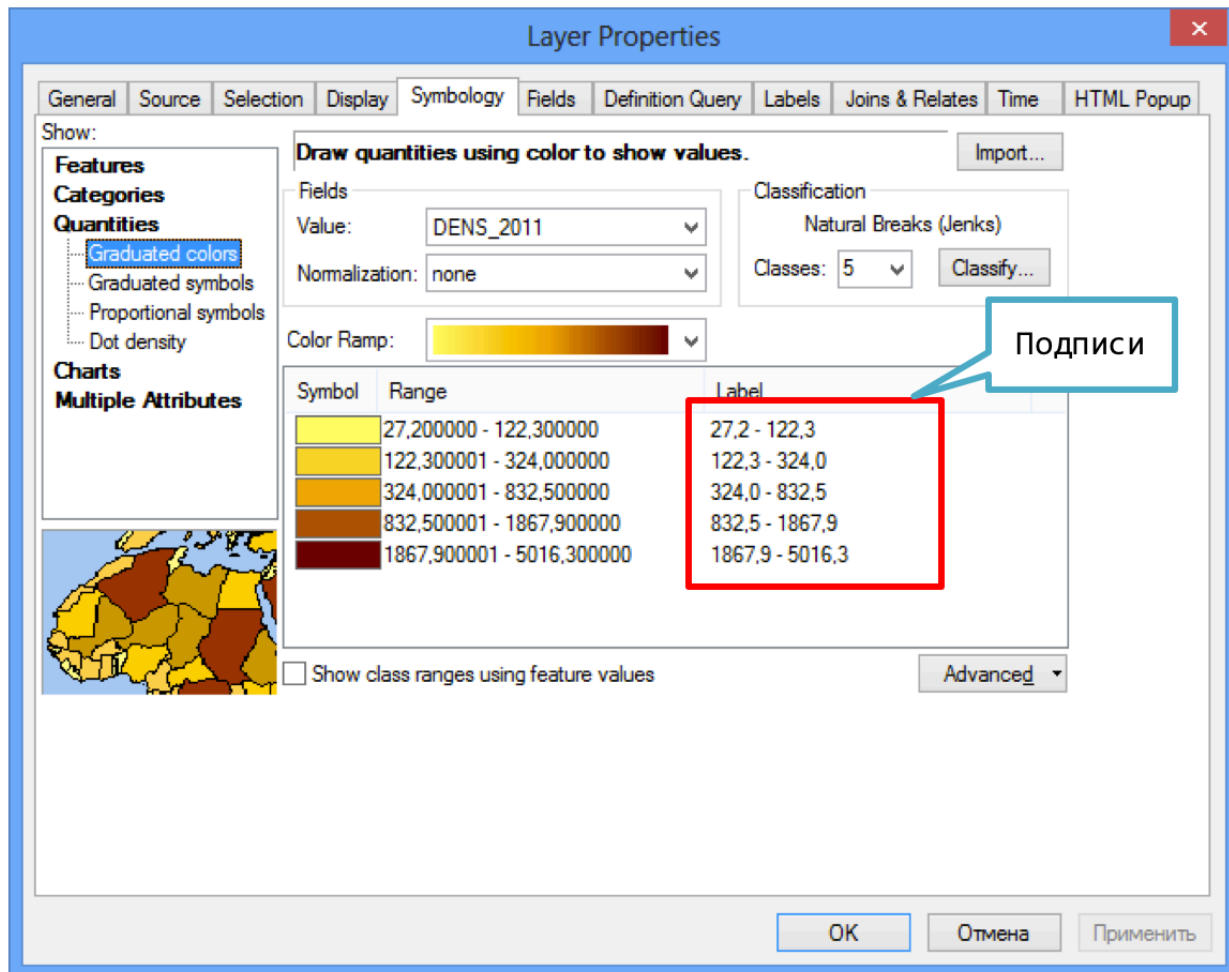 Layer Properties
General Source Selection Display Symbology Fields Definition Query Labels Joins & Relates Time HTML Popup
Show:
Features
Categories
Quantities
Graduated colors
Graduated symbols
Proportional symbols
Dot density
Charts
Multiple Attributes
Draw quantities using color to show values.
Import...
Fields
Value: DENS_2011
Normalization: none
Classification
Natural Breaks (Jenks)
Classes: 5 Classify...
Color Ramp:
Подписи
Symbol Range Label
27,200000 - 122,300000 27,2 - 122,3
122,300001 - 324,000000 122,3 - 324,0
324,000001 - 832,500000 324,0 - 832,5
832,500001 - 1867,900000 832,5 - 1867,9
1867,900001 - 5016,300000 1867,9 - 5016,3
Show class ranges using feature values
Advanced
OK Отмена Применить